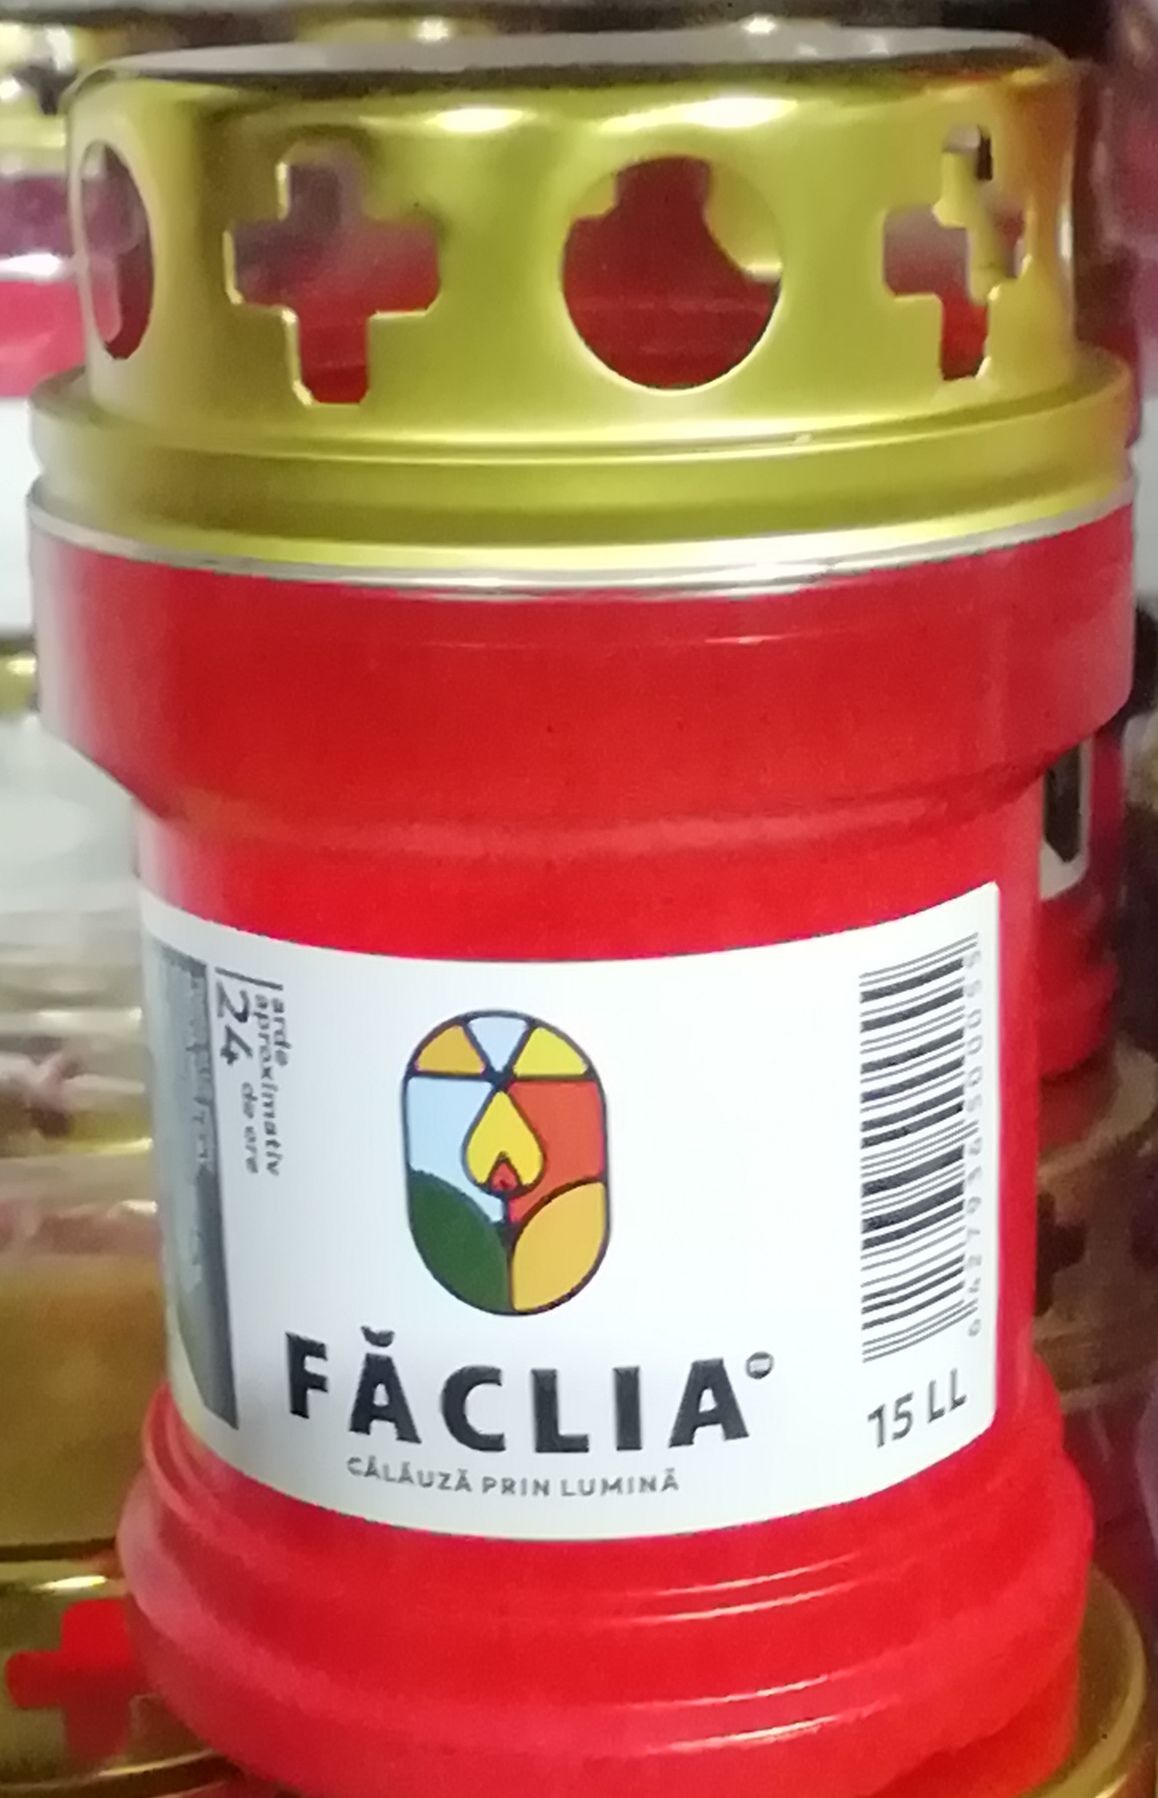 FĂCLIA
CĂLĂUZĂ PRIN LUMINĂ
arde
aproximativ
24 de ore
15 LL